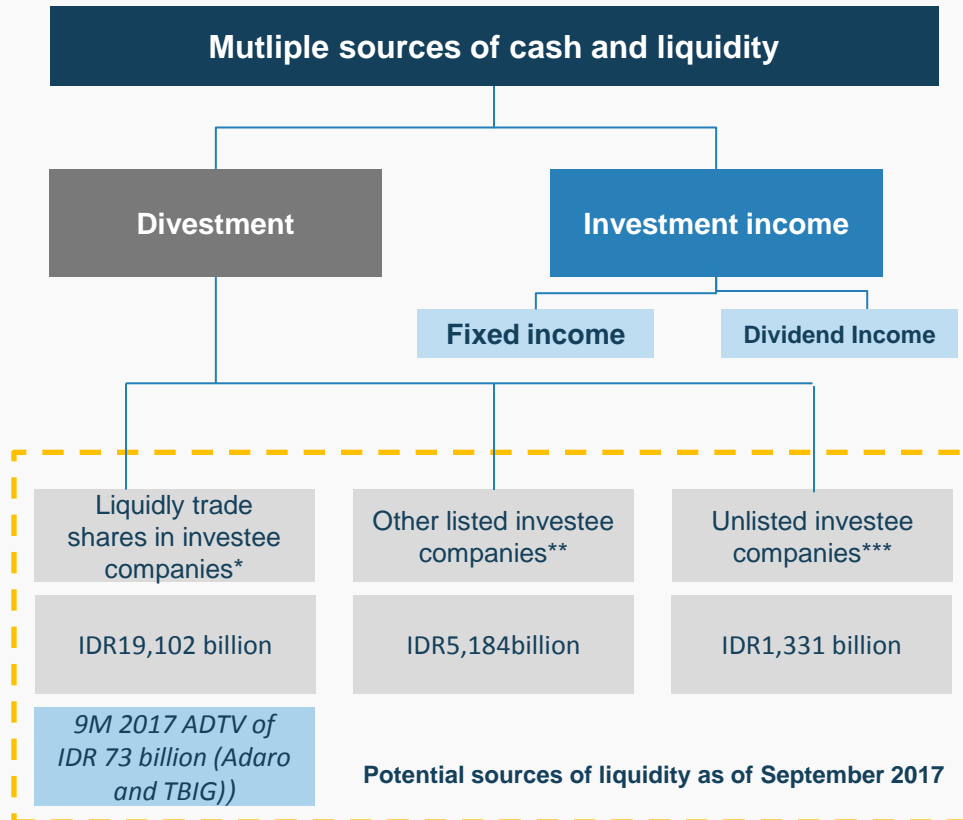 Mutliple sources of cash and liquidity
Divestment
Investment income
Fixed income
Dividend Income
Liquidly trade
shares in investee
companies*
Other listed investee
companies**
Unlisted investee
companies***
IDR19,102 billion
IDR5,184billion
IDR1,331 billion
9M 2017 ADTV of
IDR 73 billion (Adaro
and TBIG))
Potential sources of liquidity as of September 2017